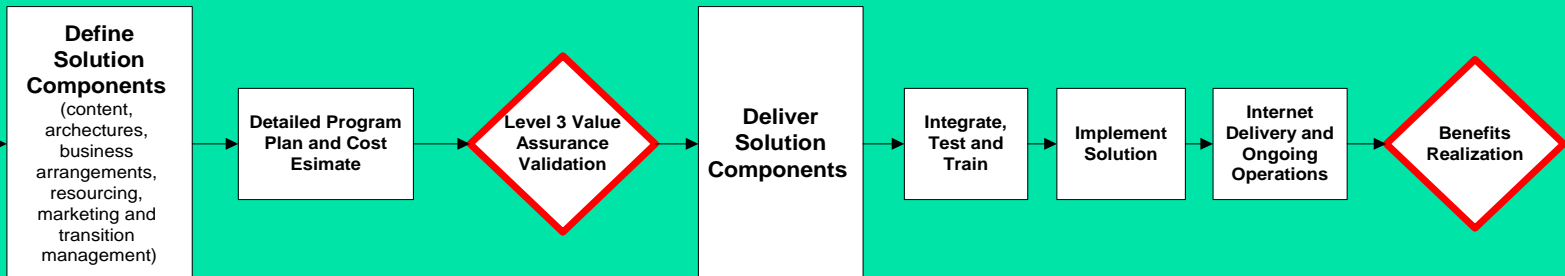 Define
Solution
Components
(content,
archectures,
business
arrangements,
resourcing,
marketing and
transition
management)
Detailed Program
Plan and Cost
Esimate
Level 3 Value
Assurance
Validation
Deliver
Solution
Components
Integrate,
Test and
Train
Implement
Solution
Internet
Delivery and
Ongoing
Operations
Benefits
Realization